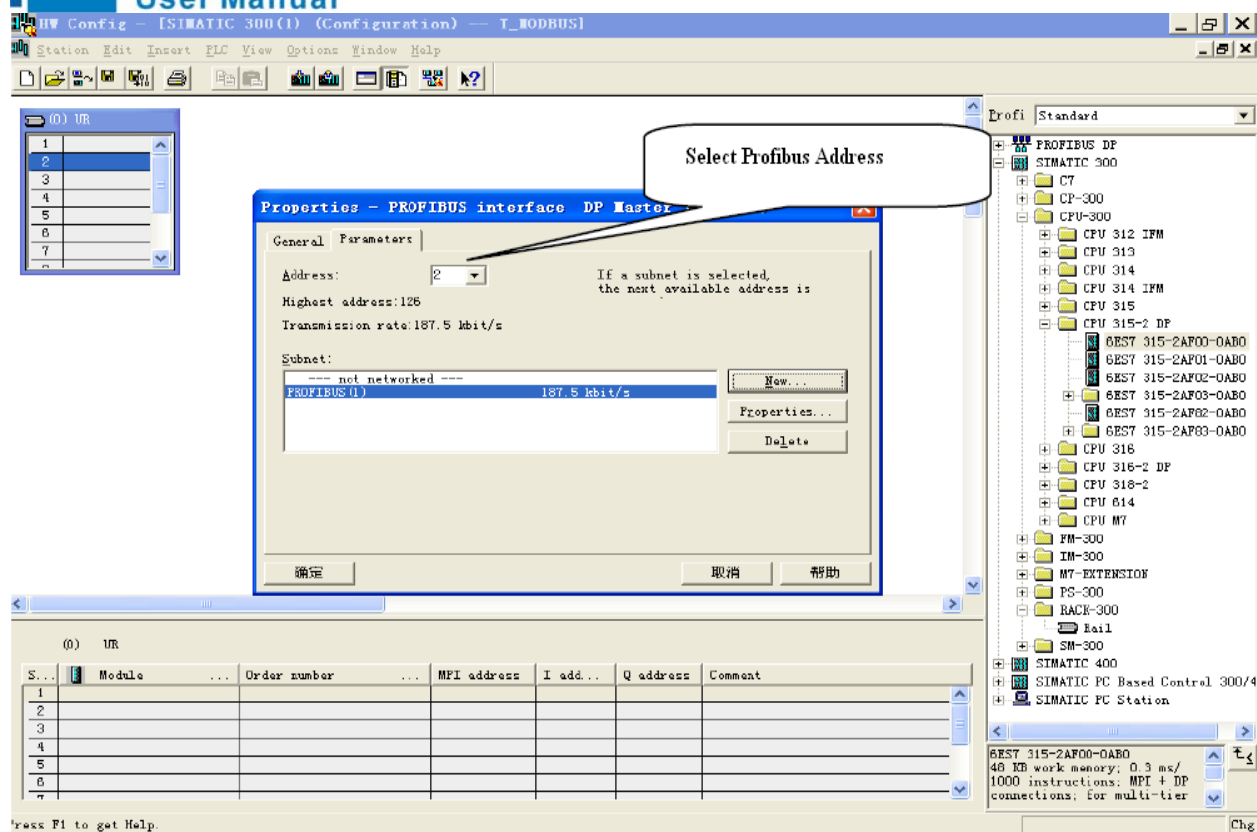 User Manual
HW Config - [SIMATIC 300(1) (Configuration) -- T_MODBUS]
Station Edit Insert PLC View Options Window Help
(0) UR
1
2
3
4
5
6
7
Select Profibus Address
Properties - PROFIBUS interface DP Master
General Parameters
Address: 2
If a subnet is selected,
the next available address is
Highest address:126
Transmission rate:187.5 kbit/s
Subnet:
--- not networked ---
PROFIBUS(1) 187.5 kbit/s
New...
Properties...
Delete
确定 取消 帮助
Profi Standard
PROFIBUS DP
SIMATIC 300
C7
CP-300
CPU-300
CPU 312 IFM
CPU 313
CPU 314
CPU 314 IFM
CPU 315
CPU 315-2 DP
6ES7 315-2AF00-0AB0
6ES7 315-2AF01-0AB0
6ES7 315-2AF02-0AB0
6ES7 315-2AF03-0AB0
6ES7 315-2AF82-0AB0
6ES7 315-2AF83-0AB0
CPU 316
CPU 316-2 DP
CPU 318-2
CPU 614
CPU M7
FM-300
IM-300
M7-EXTENSION
PS-300
RACK-300
Rail
SM-300
SIMATIC 400
SIMATIC PC Based Control 300/4
SIMATIC PC Station
6ES7 315-2AF00-0AB0
48 KB work memory; 0.3 ms/
1000 instructions; MPI + DP
connections; for multi-tier
(0) UR
S... Module ... Order number ... MPI address I add... Q address Comment
1
2
3
4
5
6
7
Press F1 to get Help.
Chg